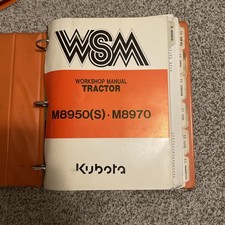 WSM
WORKSHOP MANUAL
TRACTOR
M8950(S)·M8970
Kubota